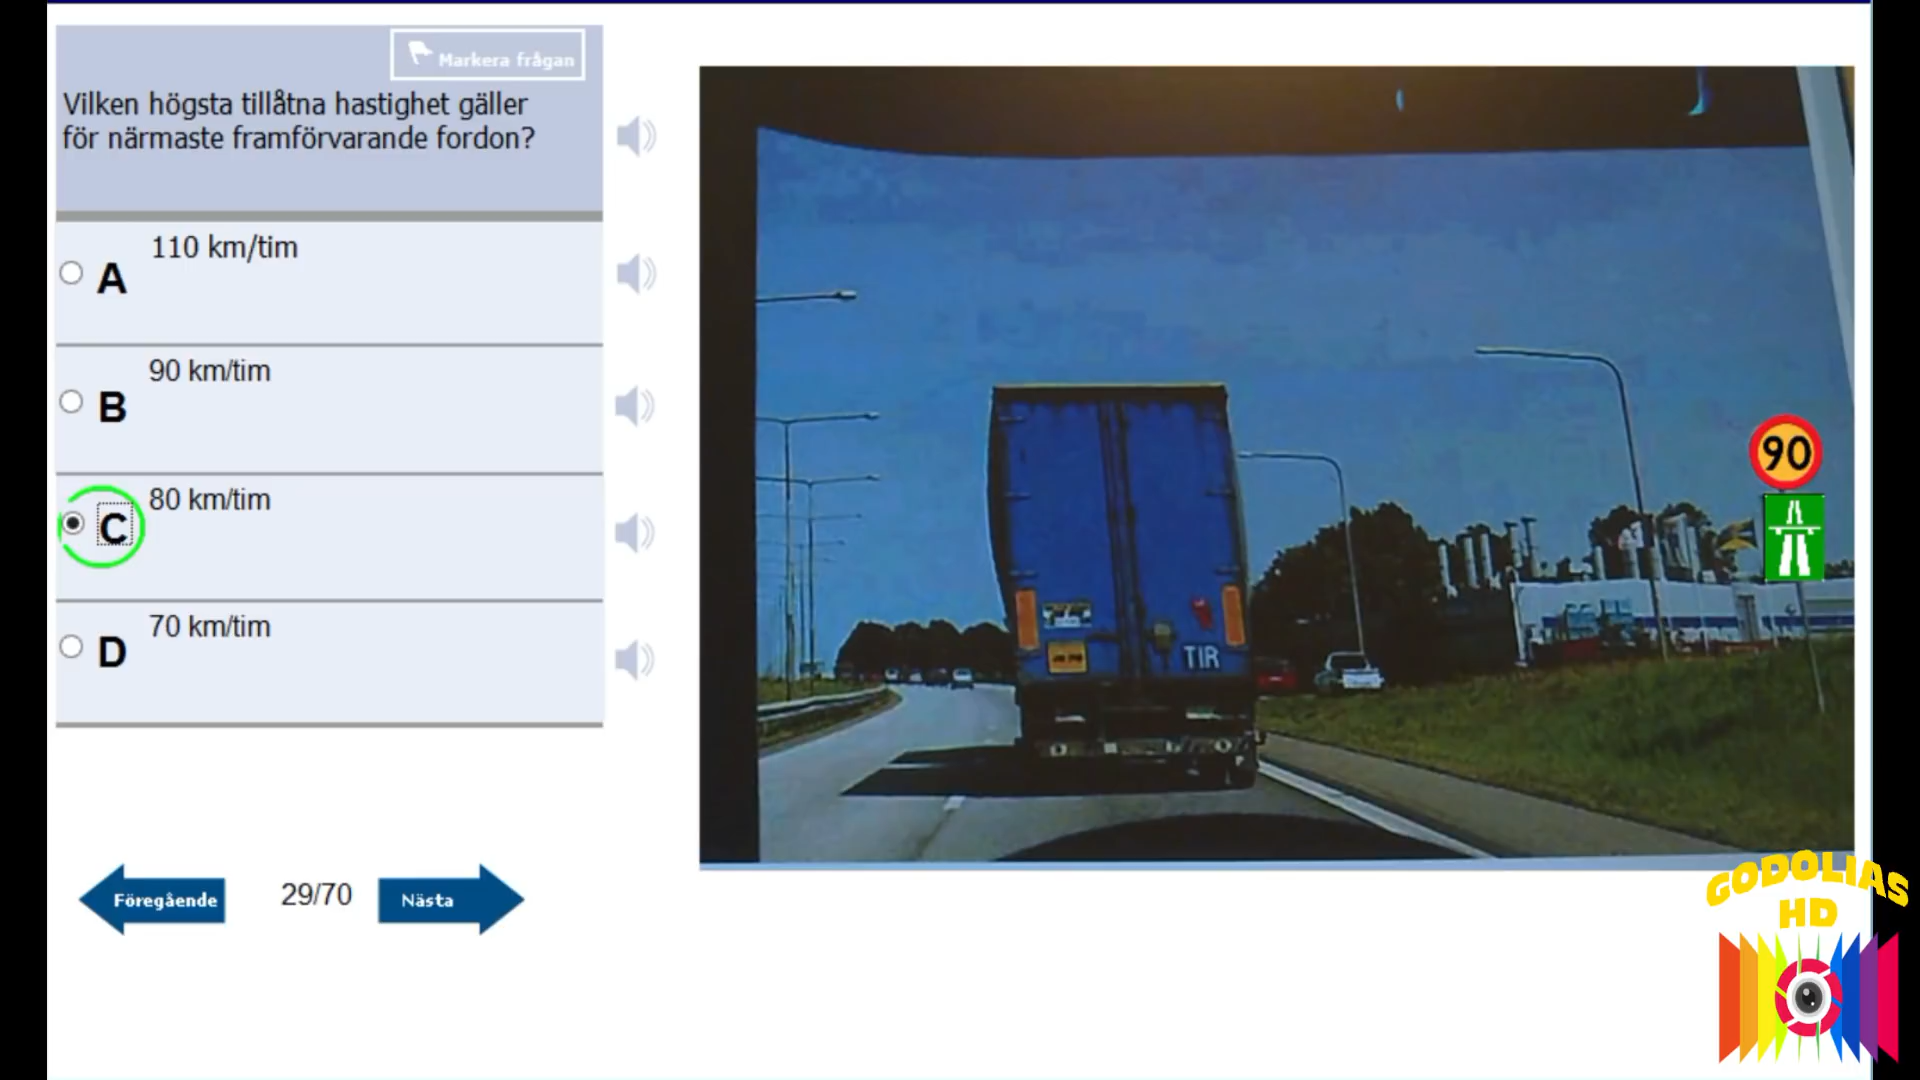 Markera frågan
Vilken högsta tillåtna hastighet gäller
för närmaste framförvarande fordon?
A 110 km/tim
B 90 km/tim
C 80 km/tim
D 70 km/tim
90
TIR
Föregående
29/70
Nästa
GODOLIAS
HD